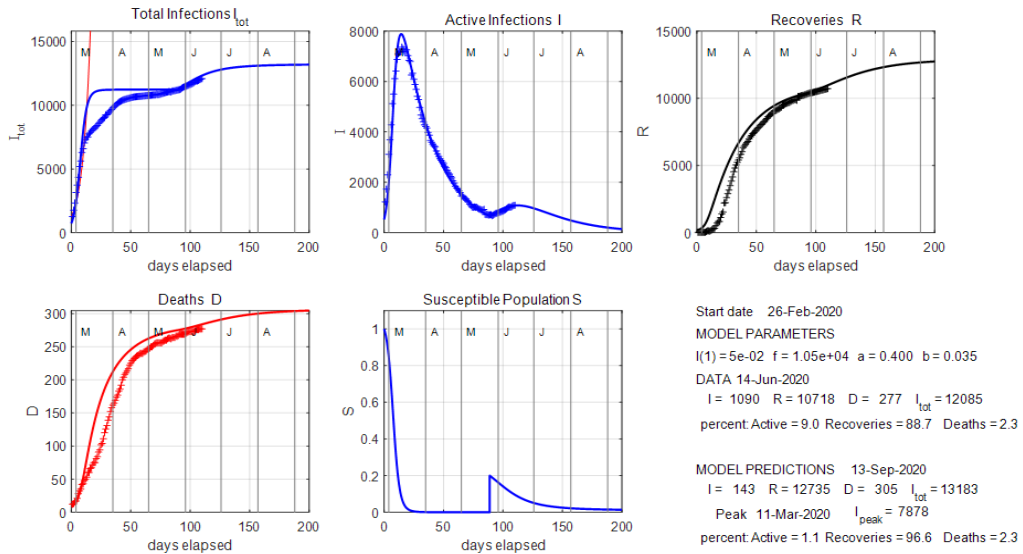 Total Infections I_tot
15000
10000
5000
0
I_tot
M A M J J A
0 50 100 150 200
days elapsed
Active Infections I
8000
6000
4000
2000
0
I
M A M J J A
0 50 100 150 200
days elapsed
Recoveries R
15000
10000
5000
0
R
M A M J J A
0 50 100 150 200
days elapsed
Deaths D
300
250
200
150
100
50
0
D
M A M J J A
0 50 100 150 200
days elapsed
Susceptible Population S
1
0.8
0.6
0.4
0.2
0
S
M A M J J A
0 50 100 150 200
days elapsed
Start date 26-Feb-2020
MODEL PARAMETERS
I(1) = 5e-02 f = 1.05e+04 a = 0.400 b = 0.035
DATA 14-Jun-2020
I = 1090 R = 10718 D = 277 I_tot = 12085
percent: Active = 9.0 Recoveries = 88.7 Deaths = 2.3
MODEL PREDICTIONS 13-Sep-2020
I = 143 R = 12735 D = 305 I_tot = 13183
Peak 11-Mar-2020 I_peak = 7878
percent: Active = 1.1 Recoveries = 96.6 Deaths = 2.3